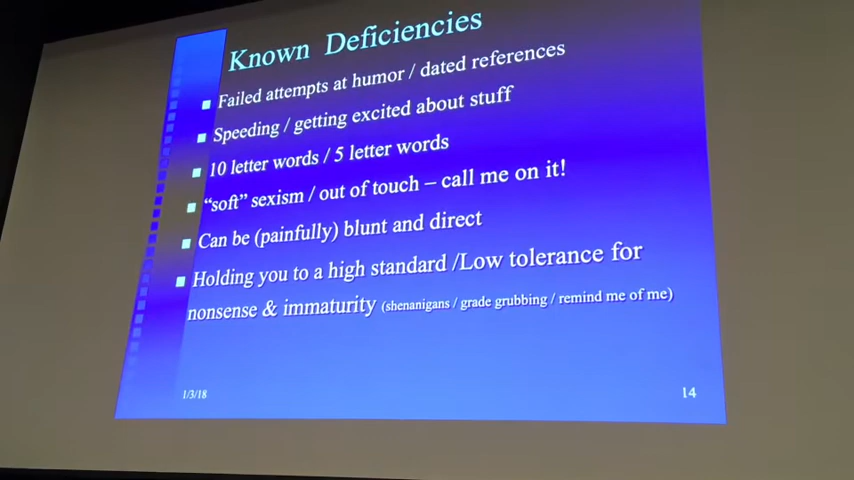 Known Deficiencies
Failed attempts at humor / dated references
Speeding / getting excited about stuff
10 letter words / 5 letter words
“soft” sexism / out of touch – call me on it!
Can be (painfully) blunt and direct
Holding you to a high standard /Low tolerance for
nonsense & immaturity (shenanigans / grade grubbing / remind me of me)
1/3/18
14